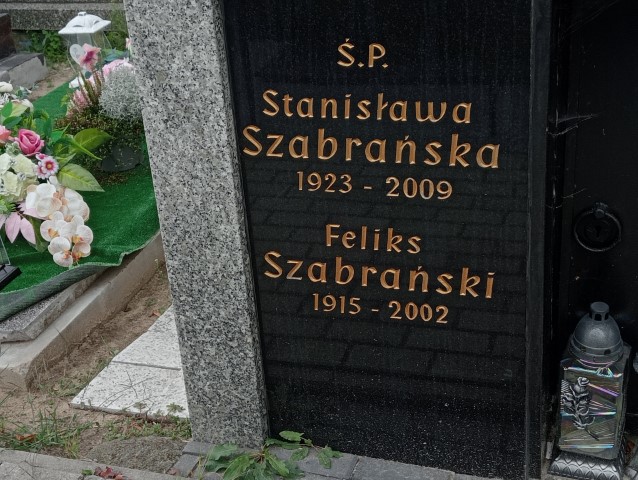 Ś.P.
Stanisława
Szabrańska
1923 - 2009
Feliks
Szabrański
1915 - 2002